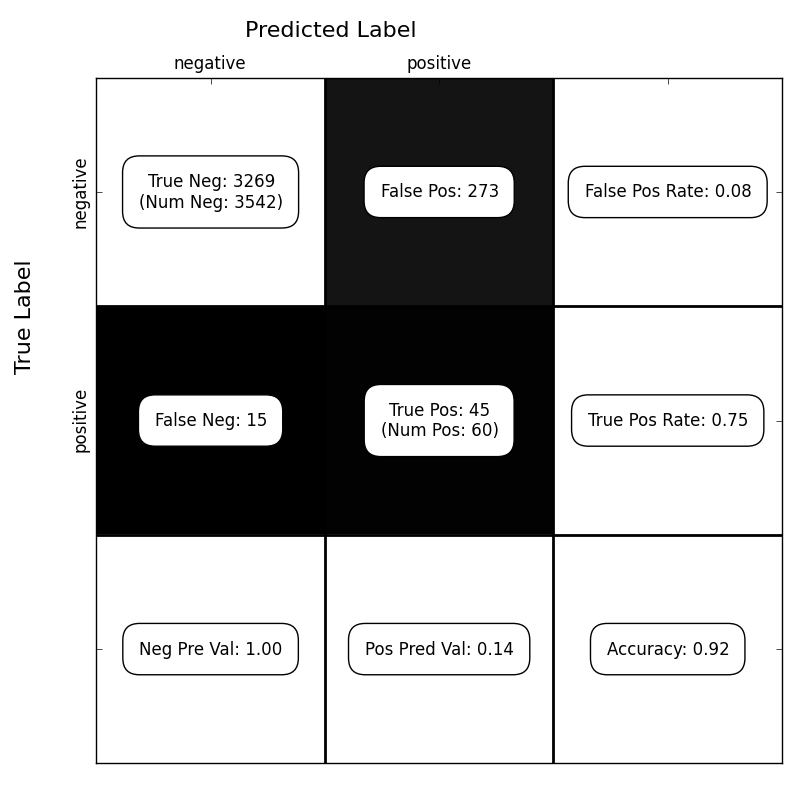 Predicted Label
negative positive
True Label
negative
True Neg: 3269
(Num Neg: 3542)
False Pos: 273
False Pos Rate: 0.08
positive
False Neg: 15
True Pos: 45
(Num Pos: 60)
True Pos Rate: 0.75
Neg Pre Val: 1.00
Pos Pred Val: 0.14
Accuracy: 0.92